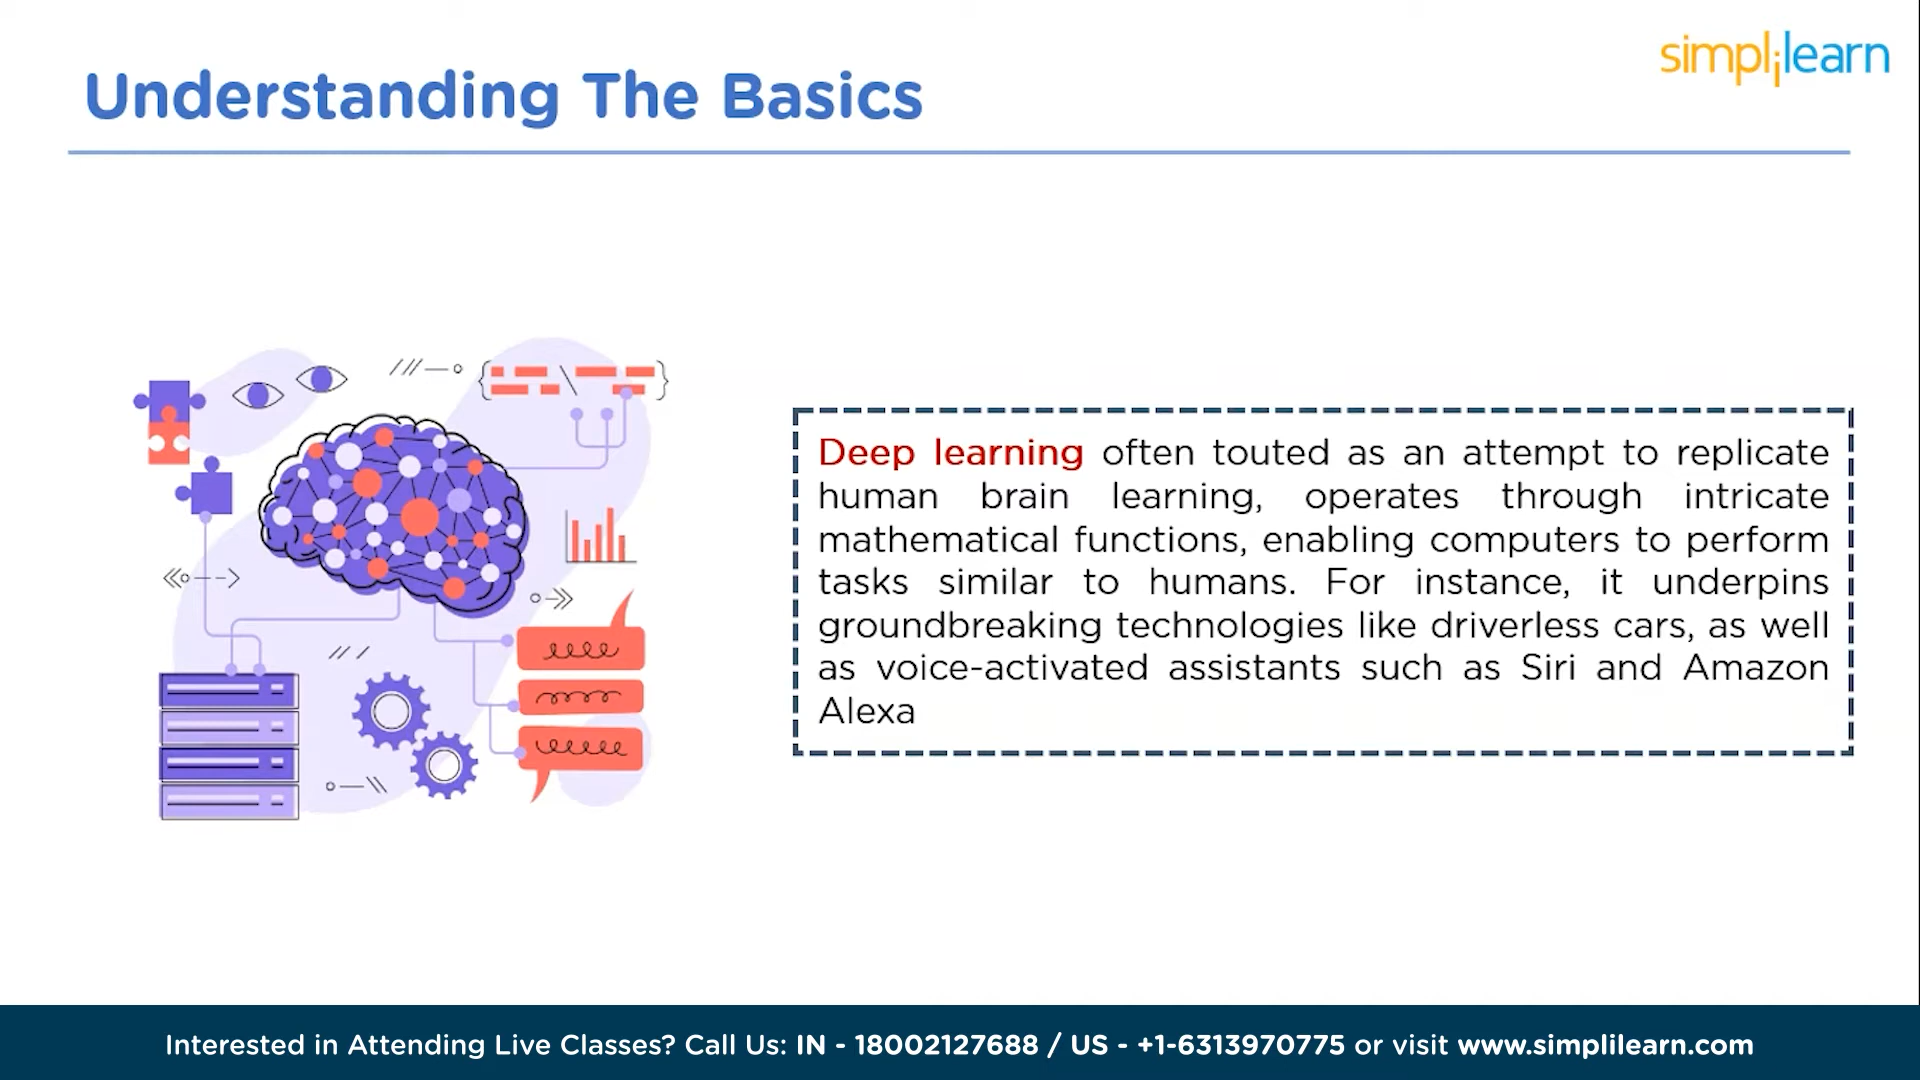 simplilearn
Understanding The Basics
Deep learning often touted as an attempt to replicate
human brain learning, operates through intricate
mathematical functions, enabling computers to perform
tasks similar to humans. For instance, it underpins
groundbreaking technologies like driverless cars, as well
as voice-activated assistants such as Siri and Amazon
Alexa
Interested in Attending Live Classes? Call Us: IN - 18002127688 / US - +1-6313970775 or visit www.simplilearn.com